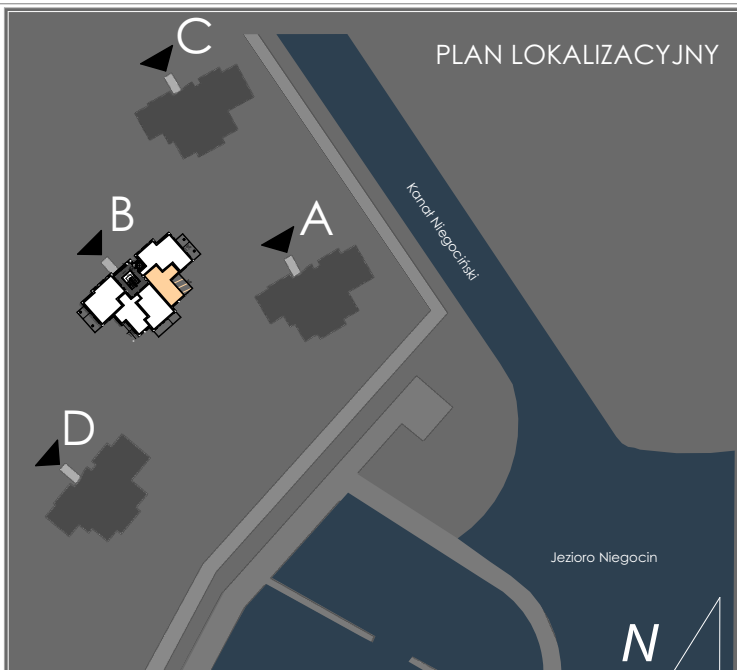 PLAN LOKALIZACYJNY
C
B
A
Kanał Niegociński
D
Jezioro Niegocin
N